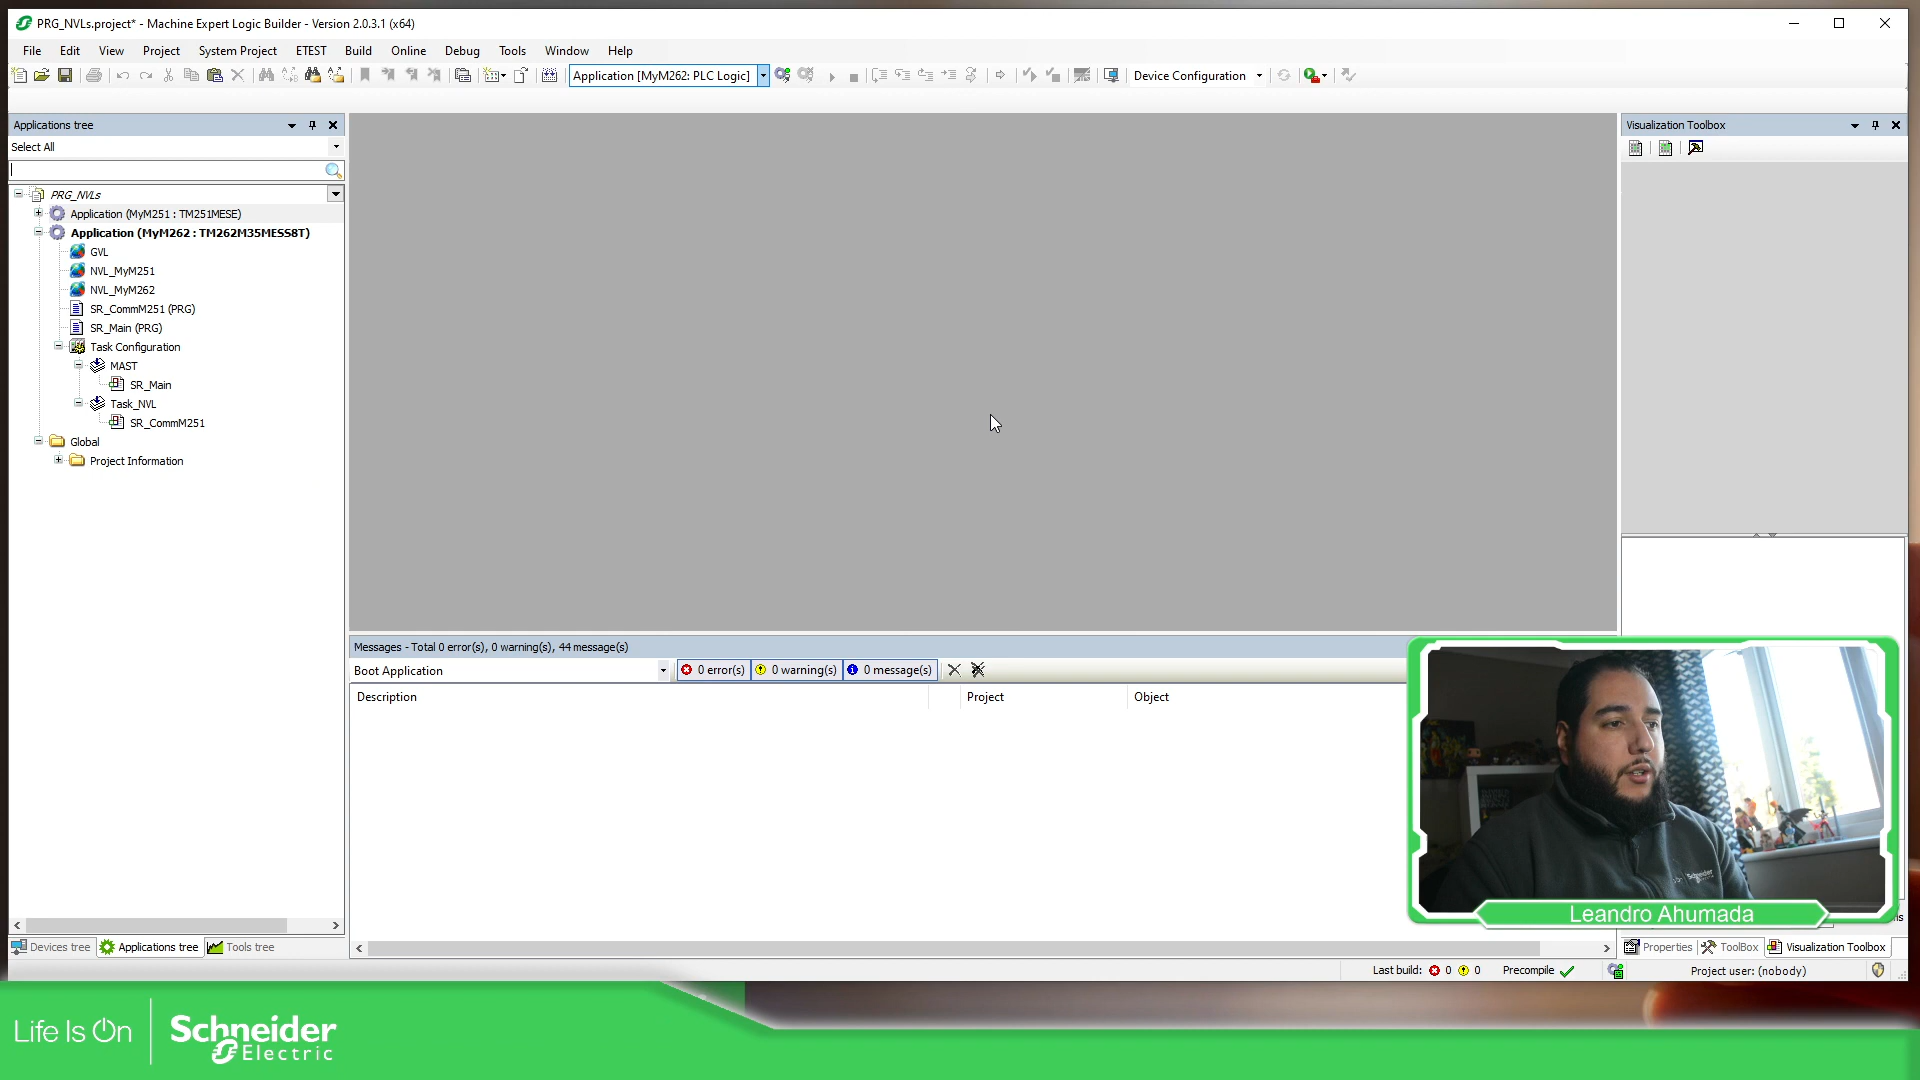 PRG_NVLs.project* - Machine Expert Logic Builder - Version 2.0.3.1 (x64)
File Edit View Project System Project ETEST Build Online Debug Tools Window Help
Application [MyM262: PLC Logic]
Device Configuration
Applications tree
Visualization Toolbox
Select All
PRG_NVLs
Application (MyM251 : TM251MESE)
Application (MyM262 : TM262M35MESS8T)
GVL
NVL_MyM251
NVL_MyM262
SR_CommM251 (PRG)
SR_Main (PRG)
Task Configuration
MAST
SR_Main
Task_NVL
SR_CommM251
Global
Project Information
Messages - Total 0 error(s), 0 warning(s), 44 message(s)
Boot Application
0 error(s) 0 warning(s) 0 message(s)
Description Project Object
Schneider
Electric
Leandro Ahumada
Devices tree Applications tree Tools tree
Properties ToolBox Visualization Toolbox
Last build: 0 0 Precompile Project user: (nobody)
Life Is On Schneider
Electric